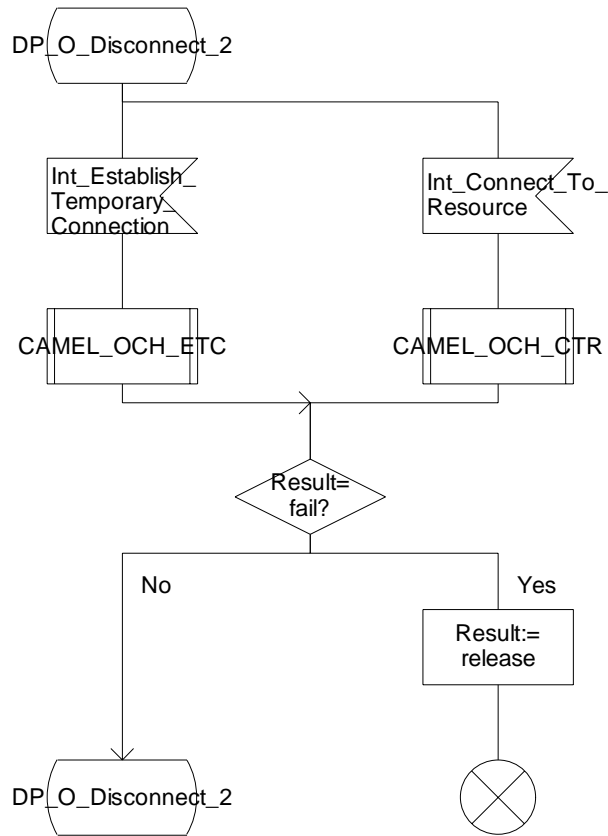 DP_O_Disconnect_2
Int_Establish_
Temporary_
Connection
Int_Connect_To_
Resource
CAMEL_OCH_ETC
CAMEL_OCH_CTR
Result=
fail?
No
Yes
Result:=
release
DP_O_Disconnect_2